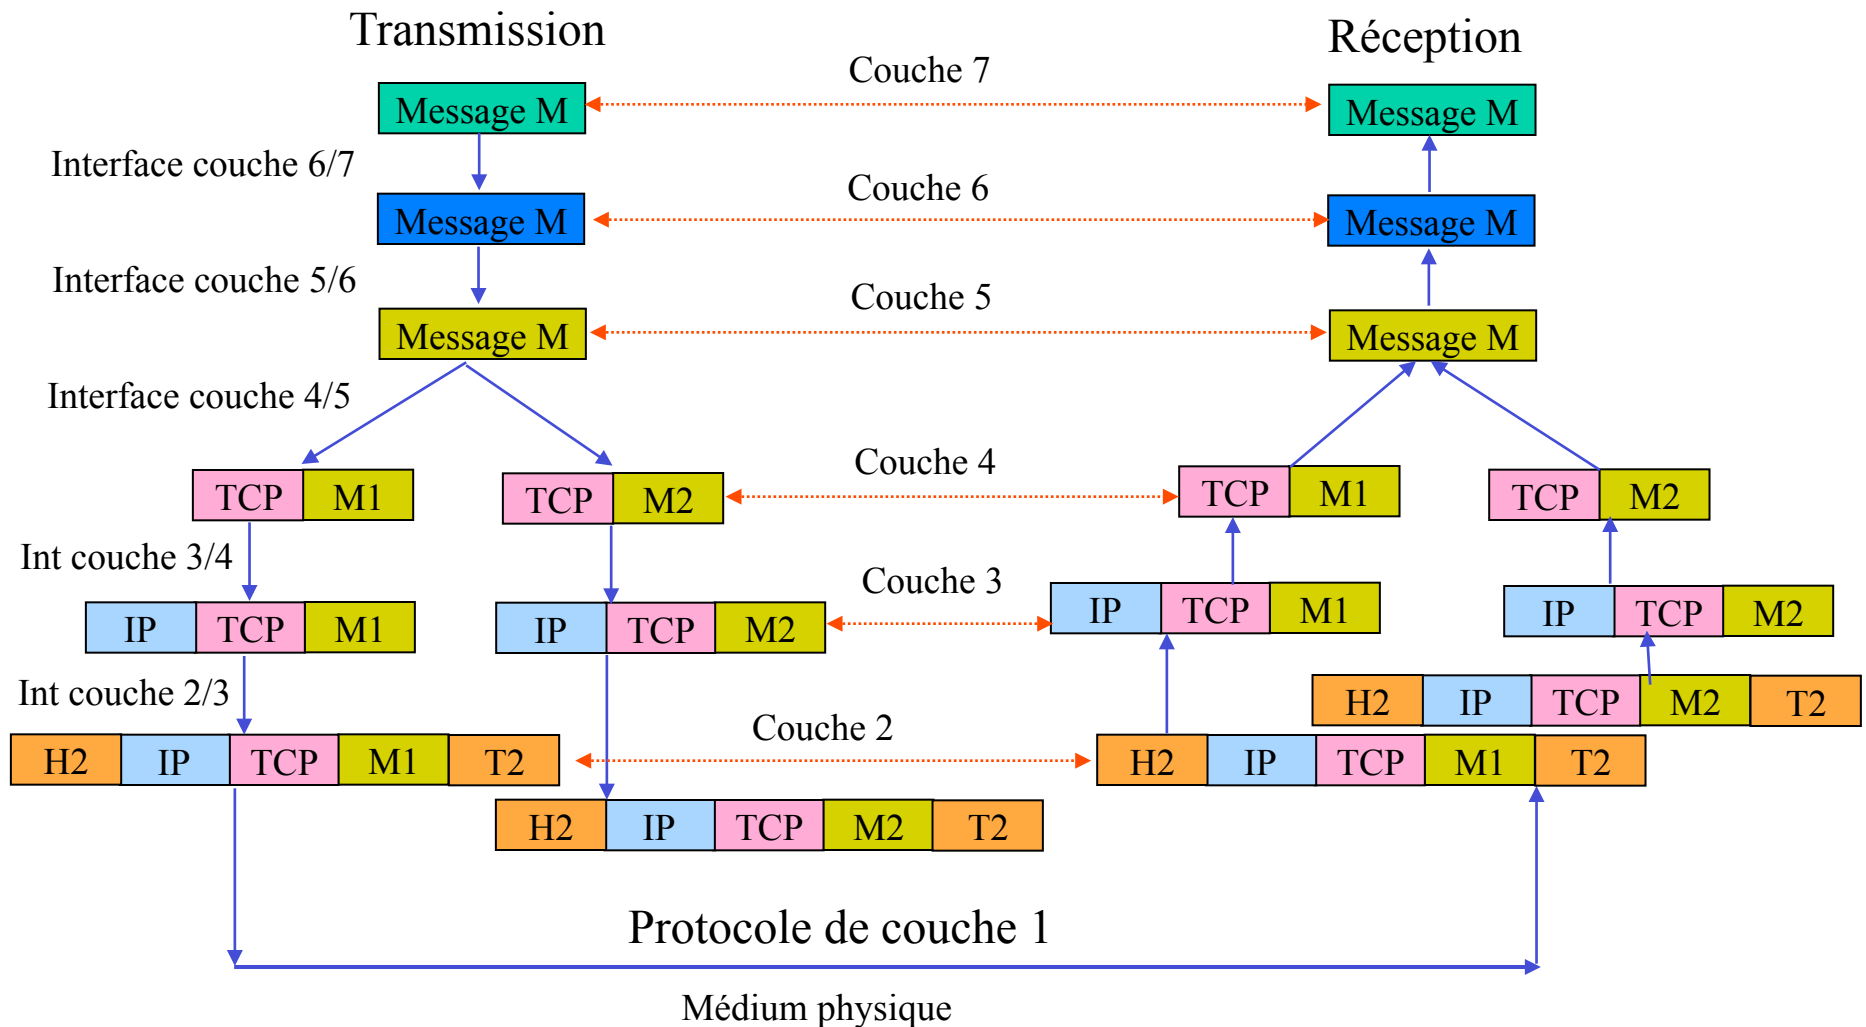 Transmission
Réception
Couche 7
Message M
Message M
Interface couche 6/7
Couche 6
Message M
Message M
Interface couche 5/6
Couche 5
Message M
Message M
Interface couche 4/5
Couche 4
TCP M1
TCP M2
TCP M1
TCP M2
Int couche 3/4
Couche 3
IP TCP M1
IP TCP M2
IP TCP M1
IP TCP M2
Int couche 2/3
H2 IP TCP M2 T2
Couche 2
H2 IP TCP M1 T2
H2 IP TCP M1 T2
H2 IP TCP M2 T2
Protocole de couche 1
Médium physique